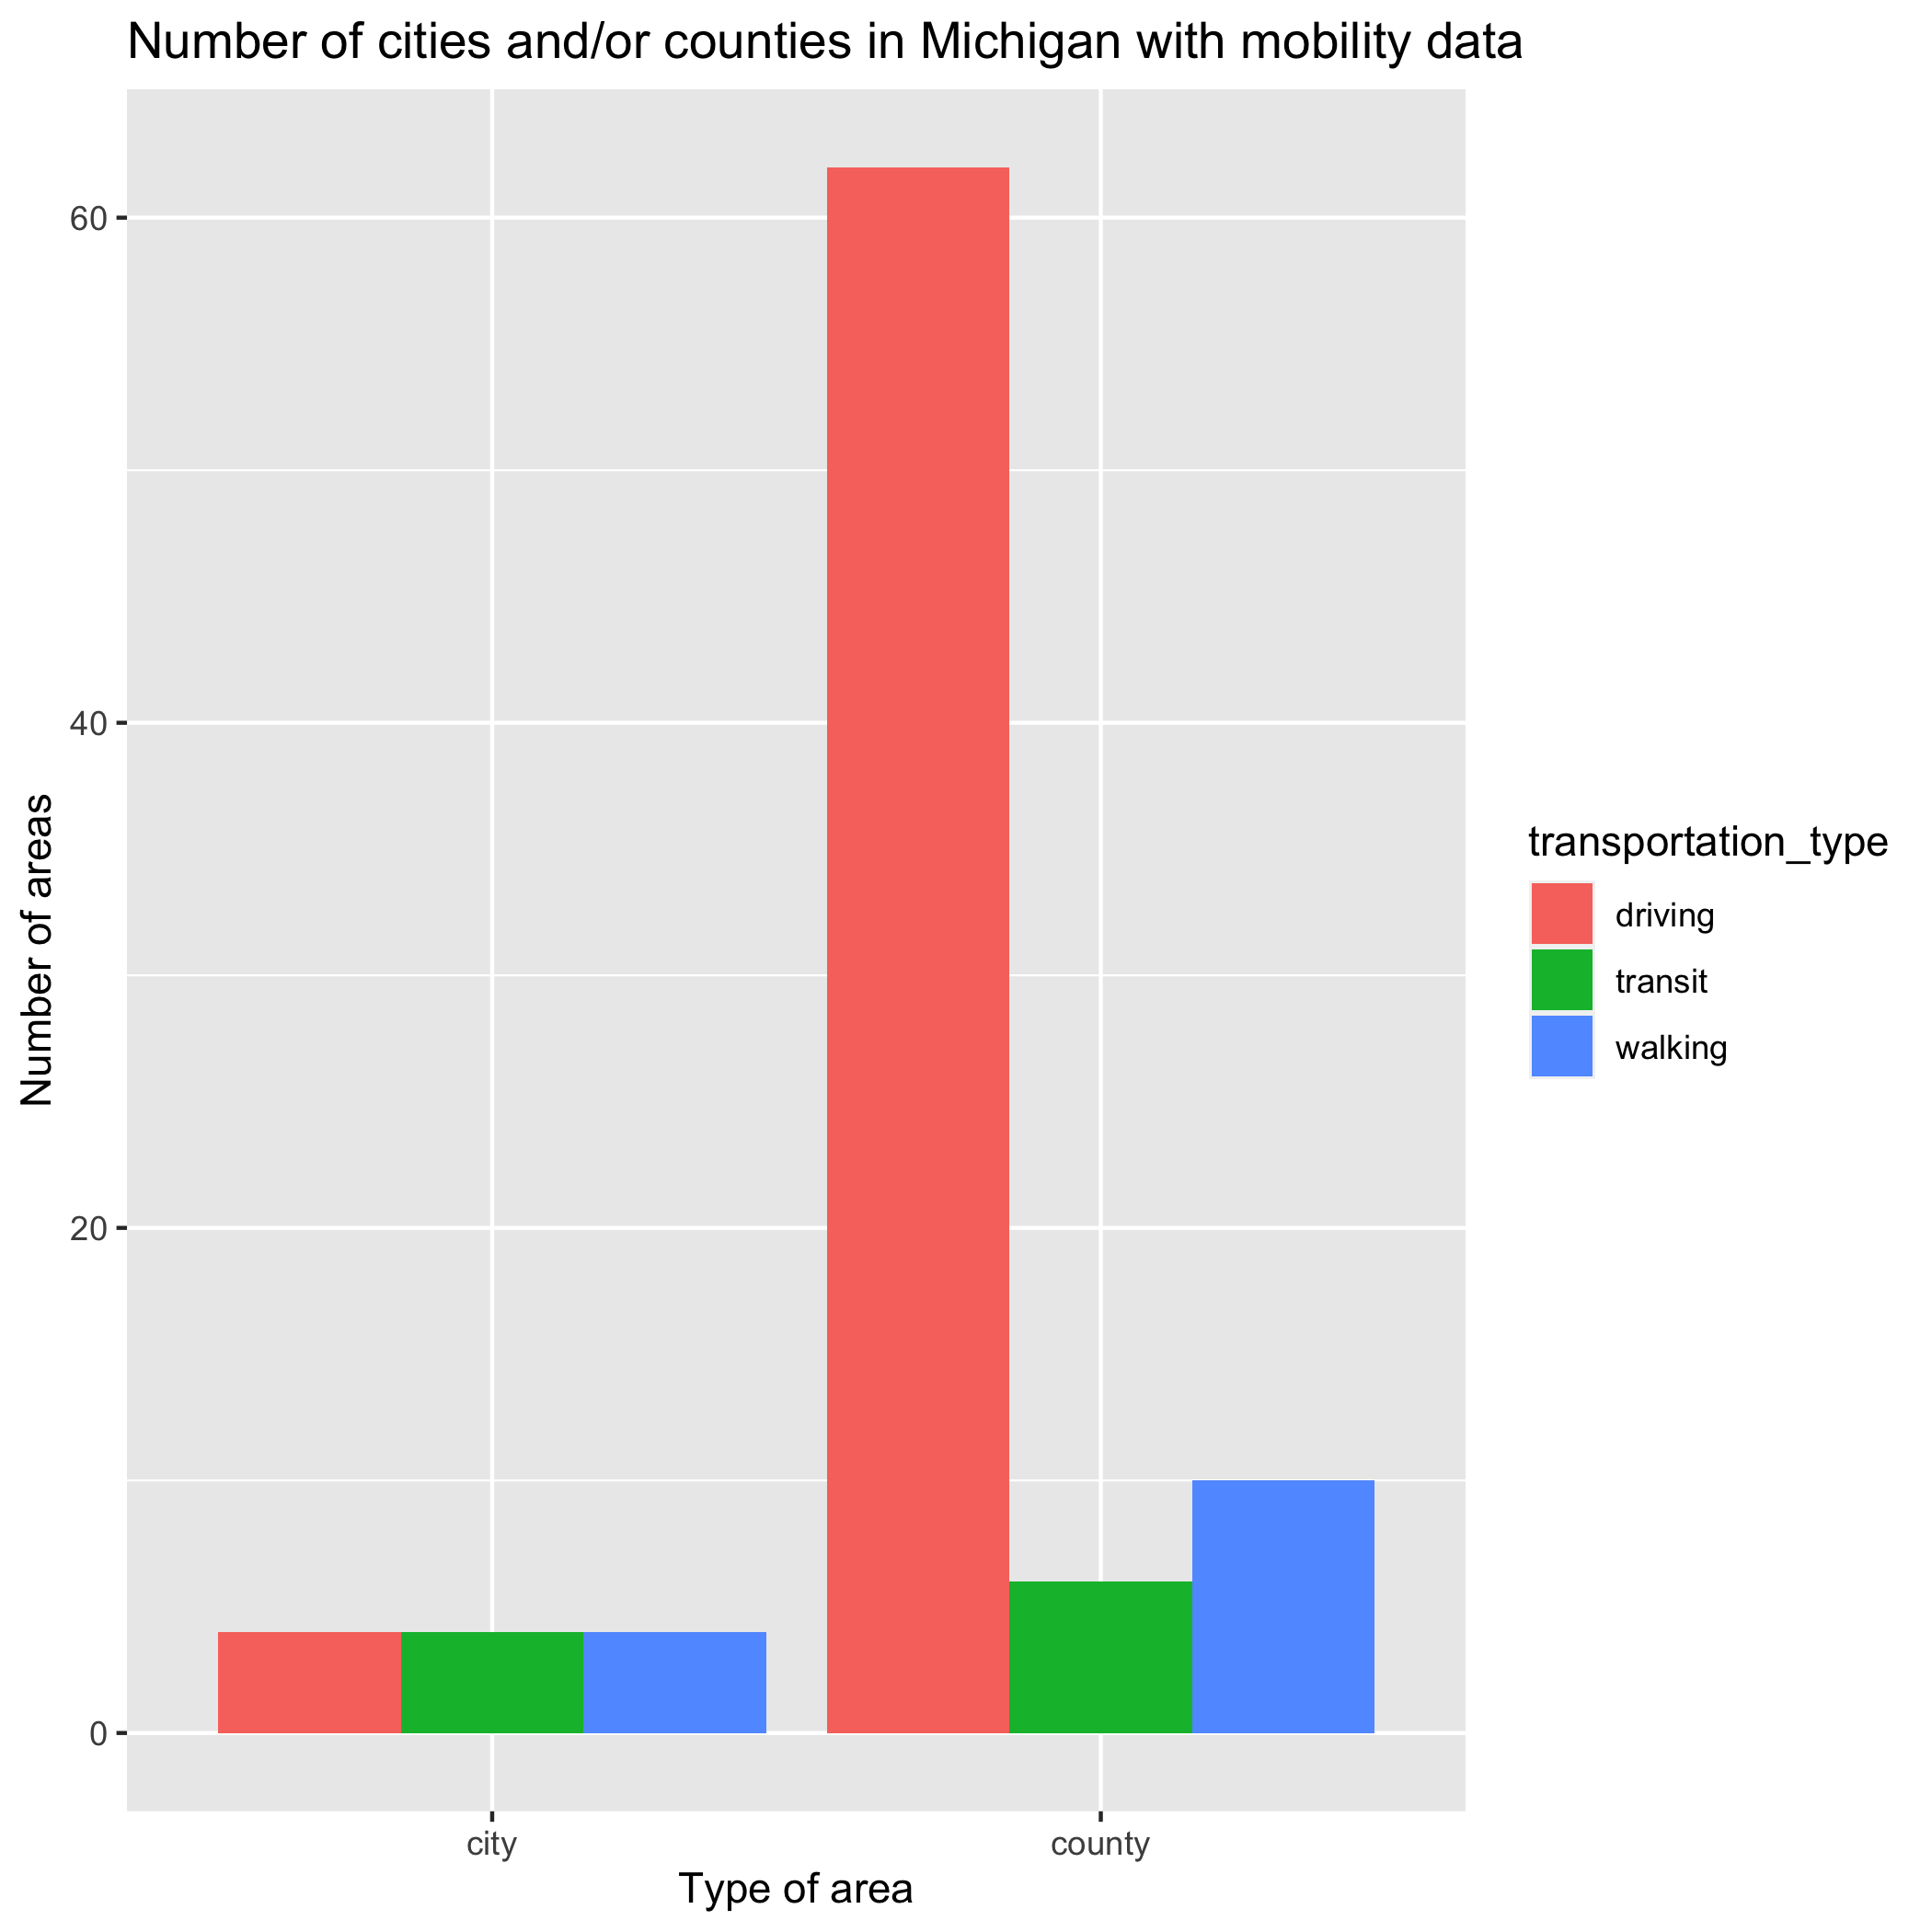 Number of cities and/or counties in Michigan with mobility data
Number of areas
60
40
20
0
city
county
Type of area
transportation_type
driving
transit
walking